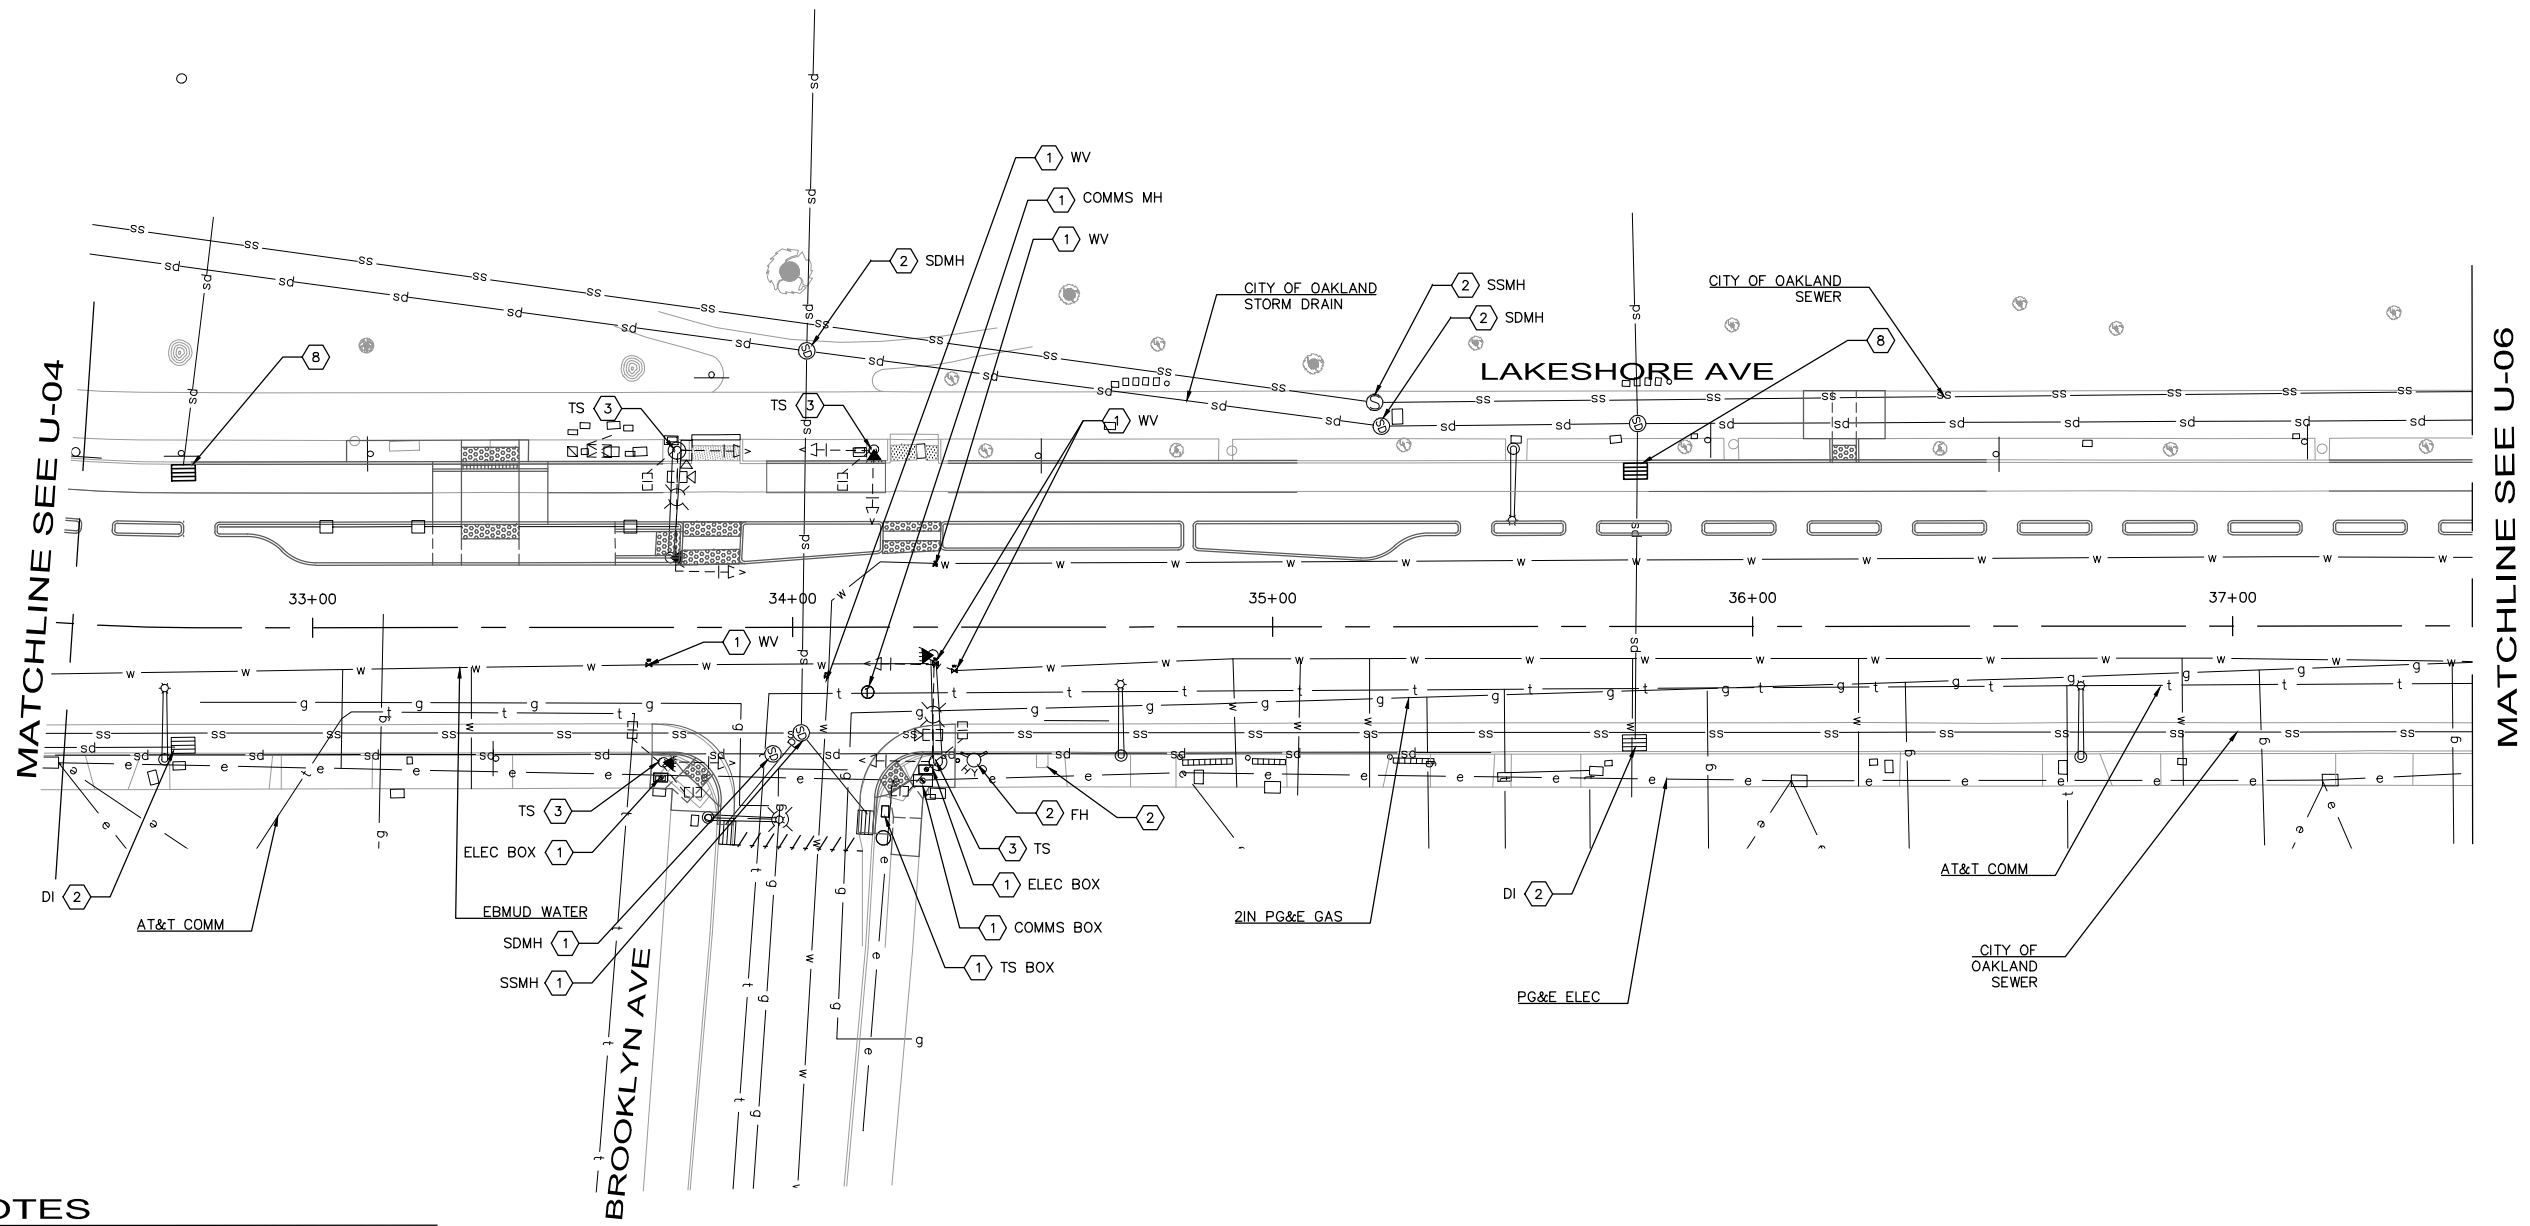 1 WV
1 COMMS MH
1 WV
2 SDMH
CITY OF OAKLAND
STORM DRAIN
2 SSMH
2 SDMH
CITY OF OAKLAND
SEWER
8
8
LAKESHORE AVE
MATCHLINE SEE U-04
MATCHLINE SEE U-06
TS 3
TS 3
1 WV
33+00
34+00
35+00
36+00
37+00
1 WV
TS 3
ELEC BOX 1
DI 2
AT&T COMM
EBMUD WATER
SDMH 1
SSMH 1
2 FH
2
3 TS
1 ELEC BOX
1 COMMS BOX
1 TS BOX
2IN PG&E GAS
DI 2
PG&E ELEC
AT&T COMM
CITY OF
OAKLAND
SEWER
BROOKLYN AVE
OTES